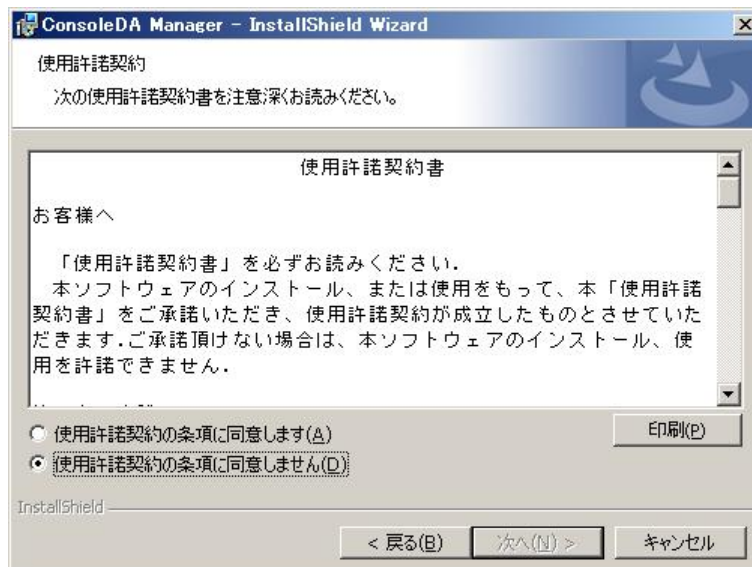 ConsoleDA Manager - InstallShield Wizard
使用許諾契約
次の使用許諾契約書を注意深くお読みください。
使用許諾契約書
お客様へ
「使用許諾契約書」を必ずお読みください.
本ソフトウェアのインストール、または使用をもって、本「使用許諾
契約書」をご承諾いただき、使用許諾契約が成立したものとさせていた
だきます.ご承諾頂けない場合は、本ソフトウェアのインストール、使
用を許諾できません.
使用許諾契約の条項に同意します(A)
印刷(P)
使用許諾契約の条項に同意しません(D)
InstallShield
< 戻る(B)
次へ(N) >
キャンセル